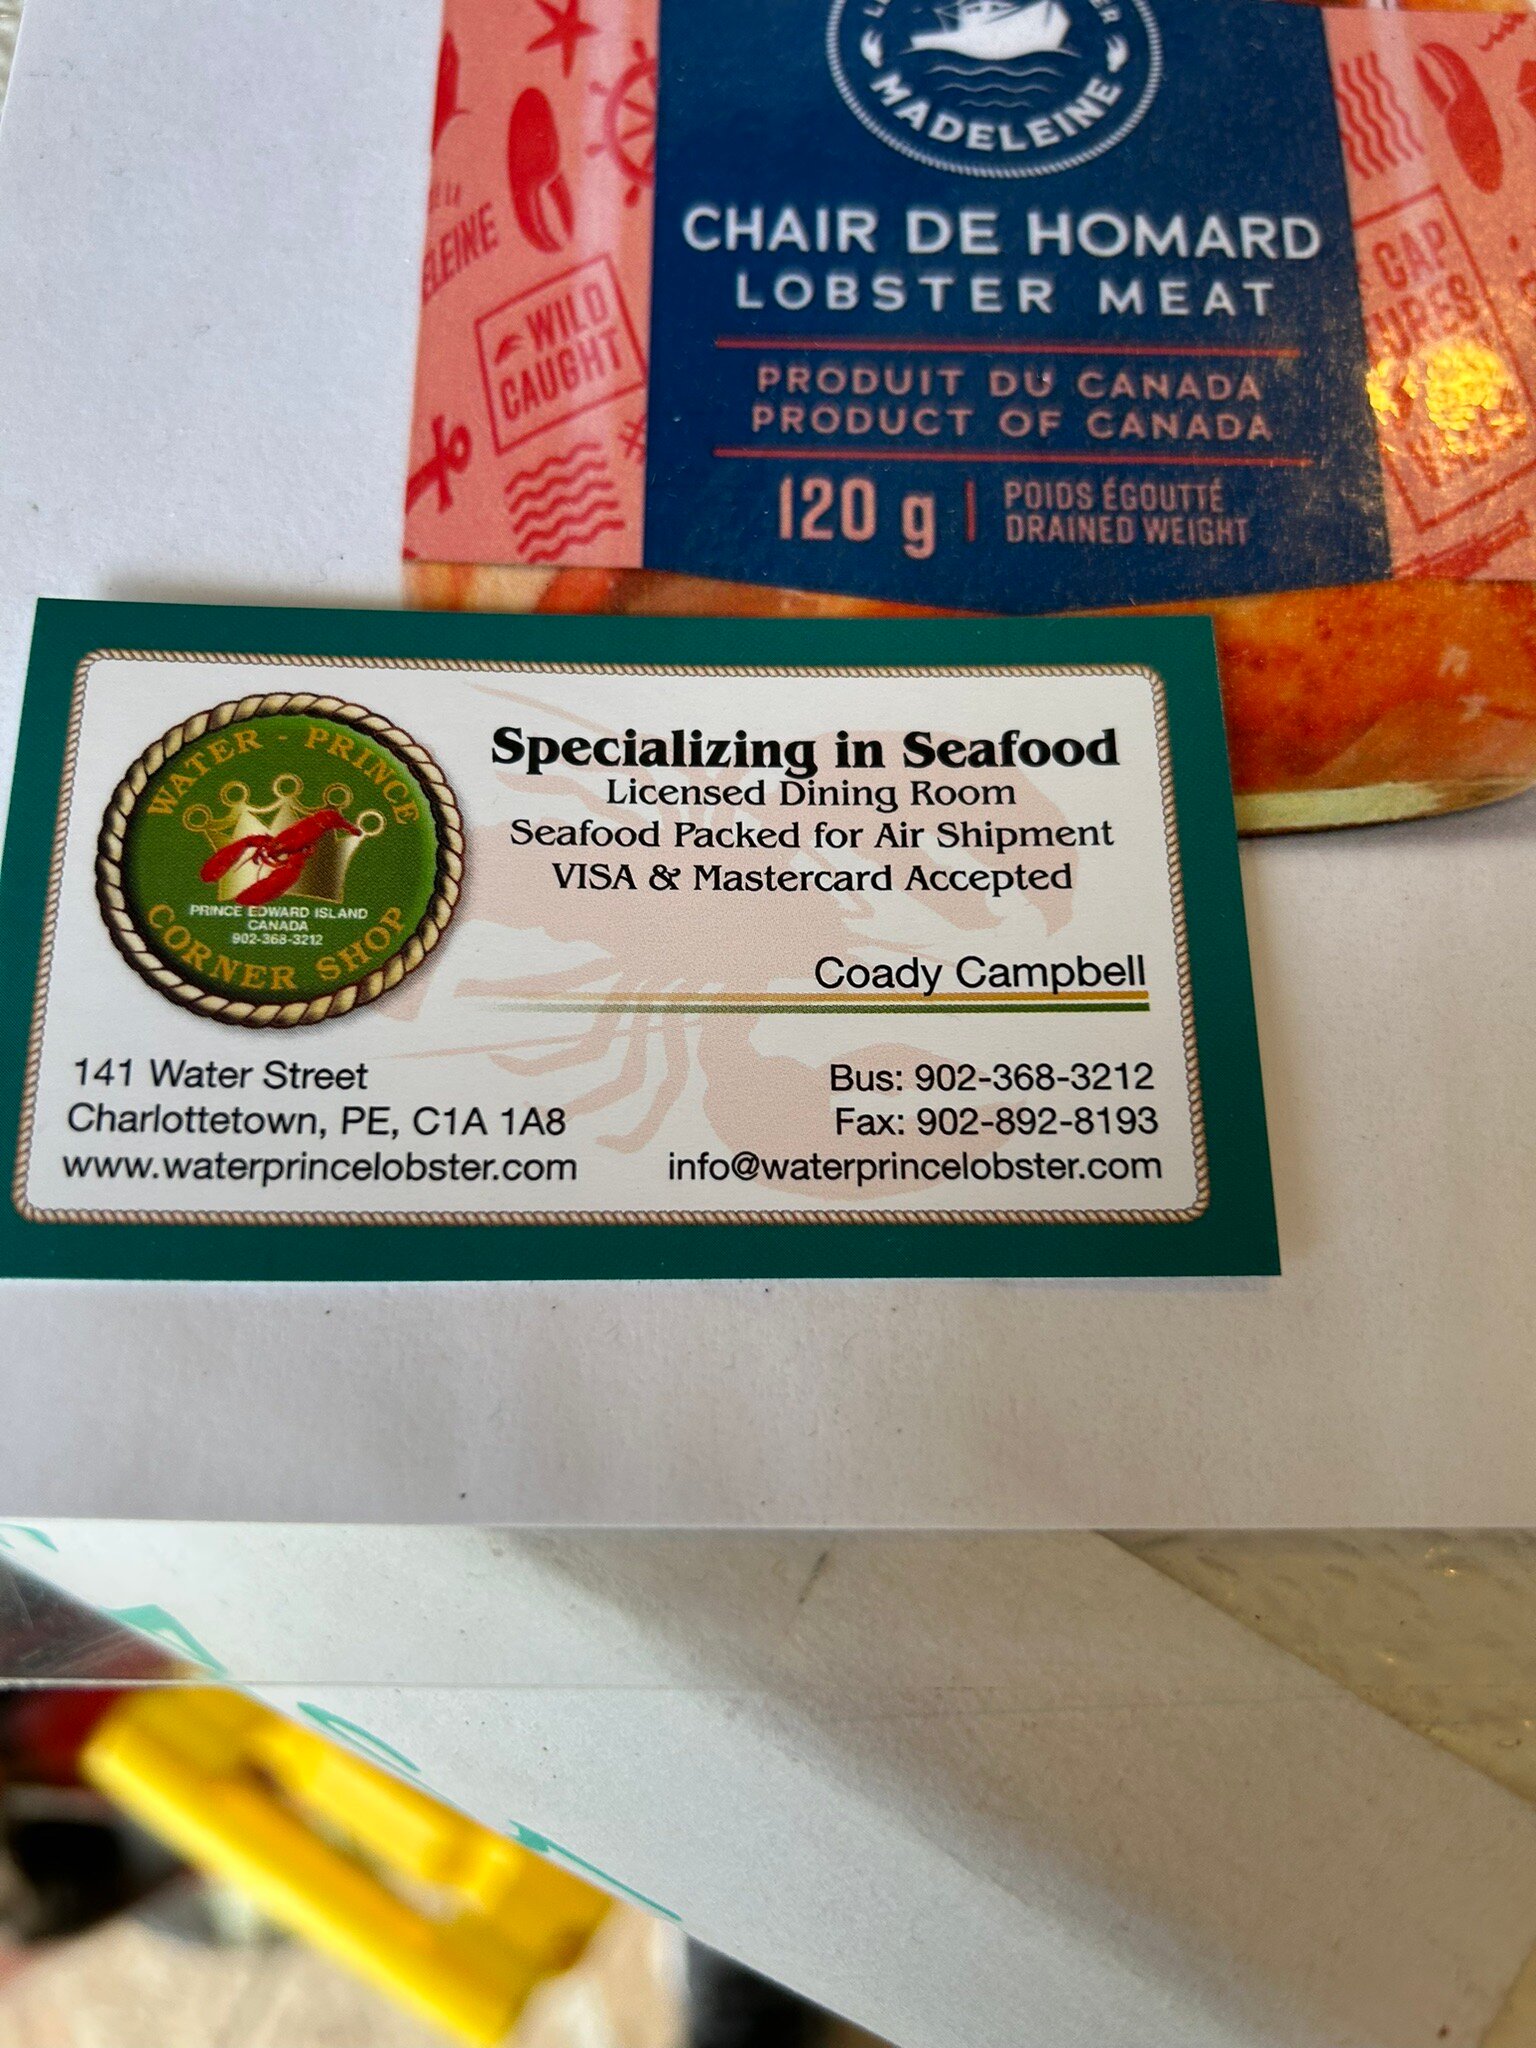 MADELEINE
CHAIR DE HOMARD
LOBSTER MEAT
PRODUIT DU CANADA
PRODUCT OF CANADA
120 g | POIDS ÉGOUTTÉ
DRAINED WEIGHT
WILD
CAUGHT
WATER - PRINCE
PRINCE EDWARD ISLAND
CANADA
902-368-3212
CORNER SHOP
Specializing in Seafood
Licensed Dining Room
Seafood Packed for Air Shipment
VISA & Mastercard Accepted
Coady Campbell
141 Water Street
Charlottetown, PE, C1A 1A8
www.waterprincelobster.com
Bus: 902-368-3212
Fax: 902-892-8193
info@waterprincelobster.com